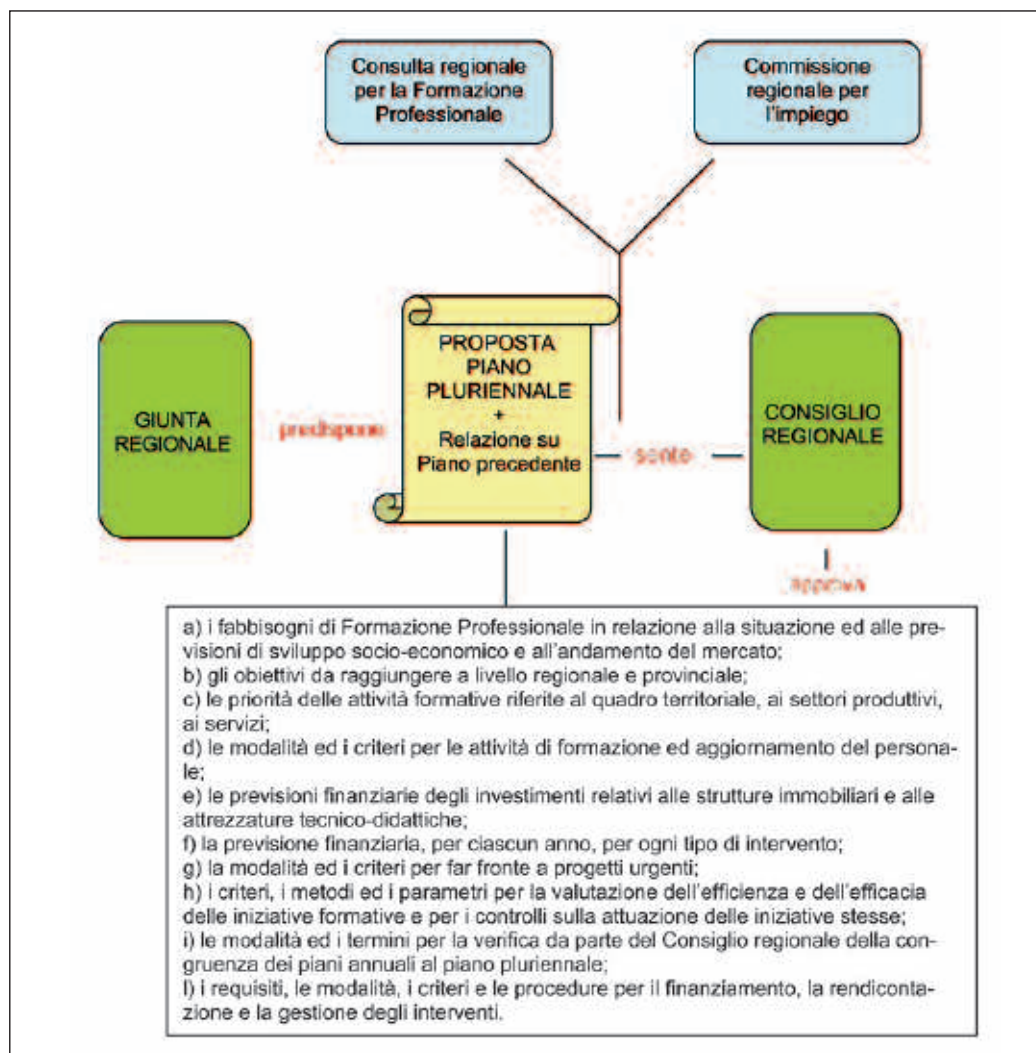 Consulta regionale
per la Formazione
Professionale
Commissione
regionale per
l'impiego
GIUNTA
REGIONALE
predispone
PROPOSTA
PIANO
PLURIENNALE
+
Relazione su
Piano precedente
sente
CONSIGLIO
REGIONALE
approva
a) i fabbisogni di Formazione Professionale in relazione alla situazione ed alle pre-
visioni di sviluppo socio-economico e all'andamento del mercato;
b) gli obiettivi da raggiungere a livello regionale e provinciale;
c) le priorità delle attività formative riferite al quadro territoriale, ai settori produttivi,
ai servizi;
d) le modalità ed i criteri per le attività di formazione ed aggiornamento del persona-
le;
e) le previsioni finanziarie degli investimenti relativi alle strutture immobiliari e alle
attrezzature tecnico-didattiche;
f) la previsione finanziaria, per ciascun anno, per ogni tipo di intervento;
g) la modalità ed i criteri per far fronte a progetti urgenti;
h) i criteri, i metodi ed i parametri per la valutazione dell'efficienza e dell'efficacia
delle iniziative formative e per i controlli sulla attuazione delle iniziative stesse;
i) le modalità ed i termini per la verifica da parte del Consiglio regionale della con-
gruenza dei piani annuali al piano pluriennale;
l) i requisiti, le modalità, i criteri e le procedure per il finanziamento, la rendiconta-
zione e la gestione degli interventi.